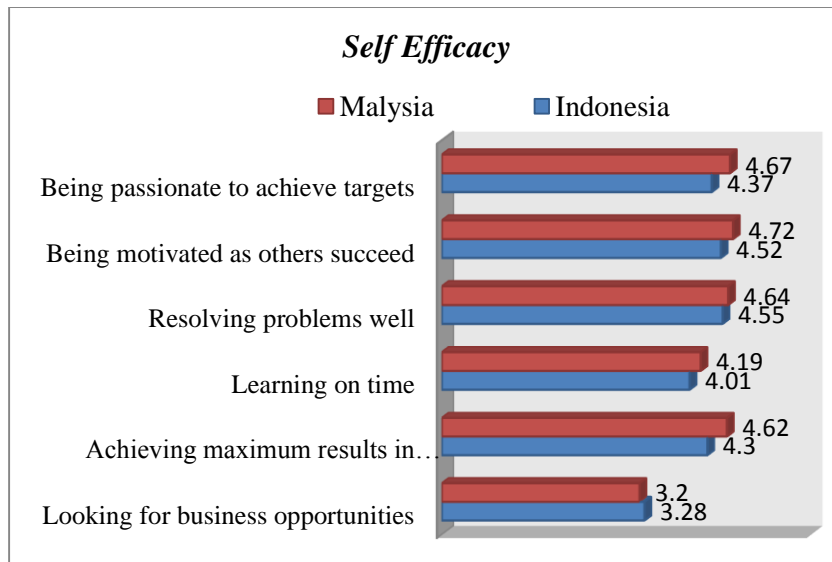 Self Efficacy
Malysia Indonesia
Being passionate to achieve targets 4.67
4.37
Being motivated as others succeed 4.72
4.52
Resolving problems well 4.64
4.55
Learning on time 4.19
4.01
Achieving maximum results in… 4.62
4.3
Looking for business opportunities 3.2
3.28